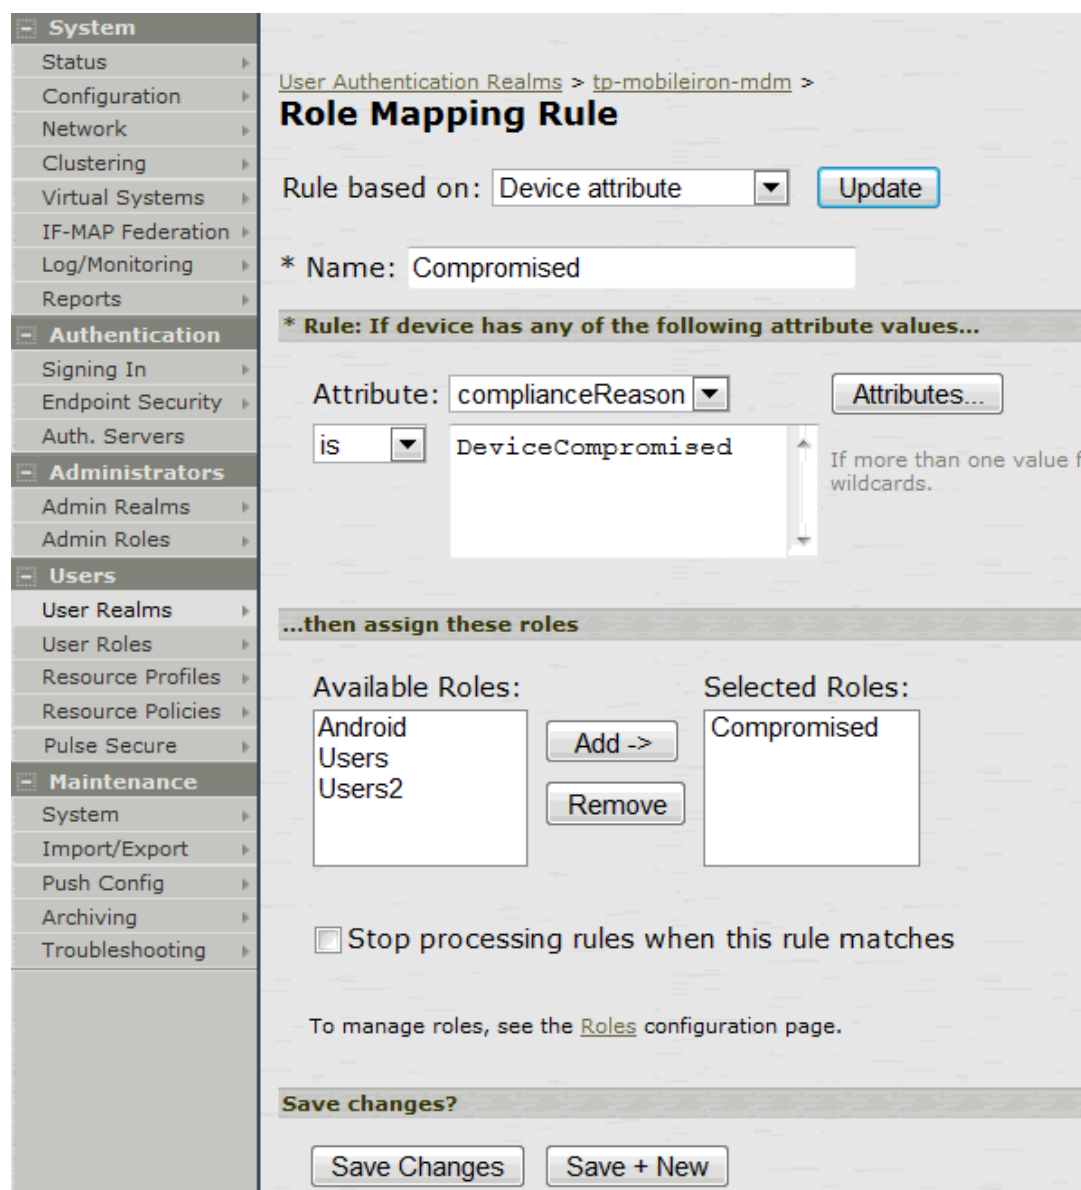 System
Status
Configuration
Network
Clustering
Virtual Systems
IF-MAP Federation
Log/Monitoring
Reports
Authentication
Signing In
Endpoint Security
Auth. Servers
Administrators
Admin Realms
Admin Roles
Users
User Realms
User Roles
Resource Profiles
Resource Policies
Pulse Secure
Maintenance
System
Import/Export
Push Config
Archiving
Troubleshooting
User Authentication Realms > tp-mobileiron-mdm >
Role Mapping Rule
Rule based on: Device attribute Update
* Name: Compromised
* Rule: If device has any of the following attribute values...
Attribute: complianceReason Attributes...
is DeviceCompromised
If more than one value f
wildcards.
...then assign these roles
Available Roles: Selected Roles:
Android
Users
Users2
Add ->
Remove
Compromised
Stop processing rules when this rule matches
To manage roles, see the Roles configuration page.
Save changes?
Save Changes Save + New